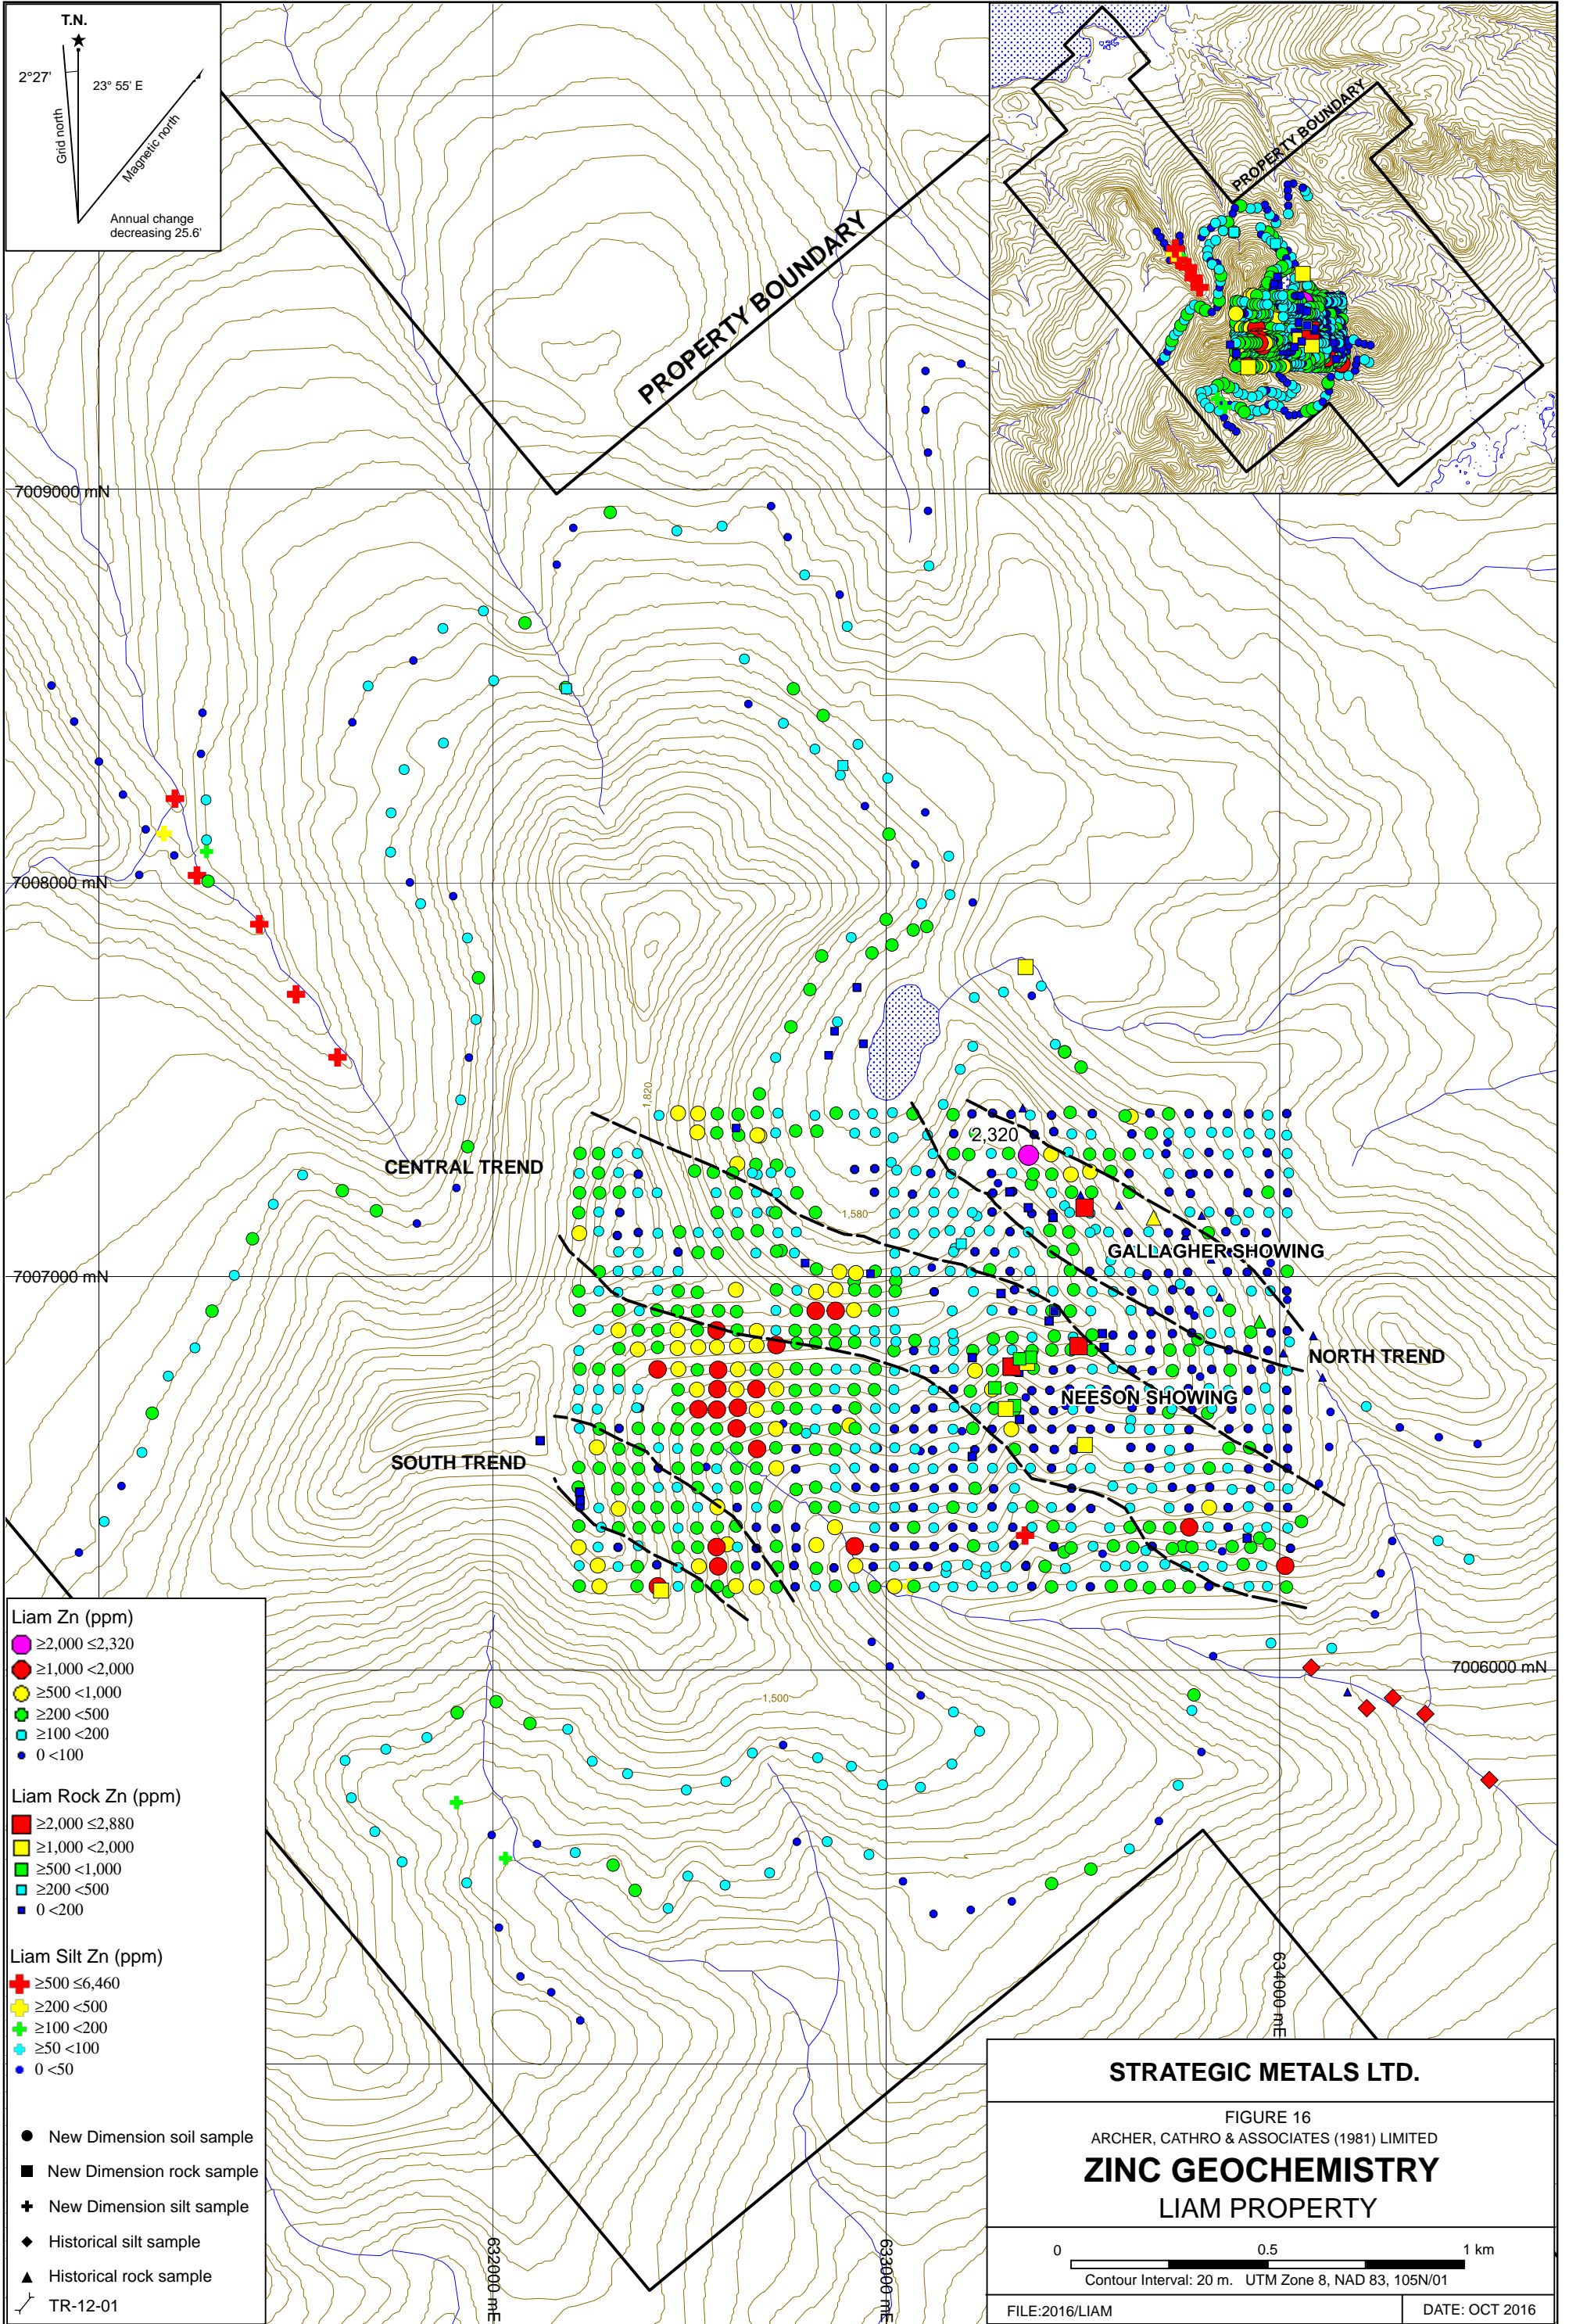 T.N.
2°27'
23° 55' E
Grid north
Magnetic north
Annual change
decreasing 25.6'
PROPERTY BOUNDARY
PROPERTY BOUNDARY
7009000 mN
7008000 mN
1,820
2,320
CENTRAL TREND
1,580
GALLAGHER SHOWING
7007000 mN
NORTH TREND
NEESON SHOWING
SOUTH TREND
7006000 mN
1,500
Liam Zn (ppm)
≥2,000 ≤2,320
≥1,000 <2,000
≥500 <1,000
≥200 <500
≥100 <200
0 <100
Liam Rock Zn (ppm)
≥2,000 ≤2,880
≥1,000 <2,000
≥500 <1,000
≥200 <500
0 <200
Liam Silt Zn (ppm)
≥500 ≤6,460
≥200 <500
≥100 <200
≥50 <100
0 <50
New Dimension soil sample
New Dimension rock sample
New Dimension silt sample
Historical silt sample
Historical rock sample
TR-12-01
632000 mE
633000 mE
634000 mE
STRATEGIC METALS LTD.
FIGURE 16
ARCHER, CATHRO & ASSOCIATES (1981) LIMITED
ZINC GEOCHEMISTRY
LIAM PROPERTY
0 0.5 1 km
Contour Interval: 20 m. UTM Zone 8, NAD 83, 105N/01
FILE:2016/LIAM
DATE: OCT 2016